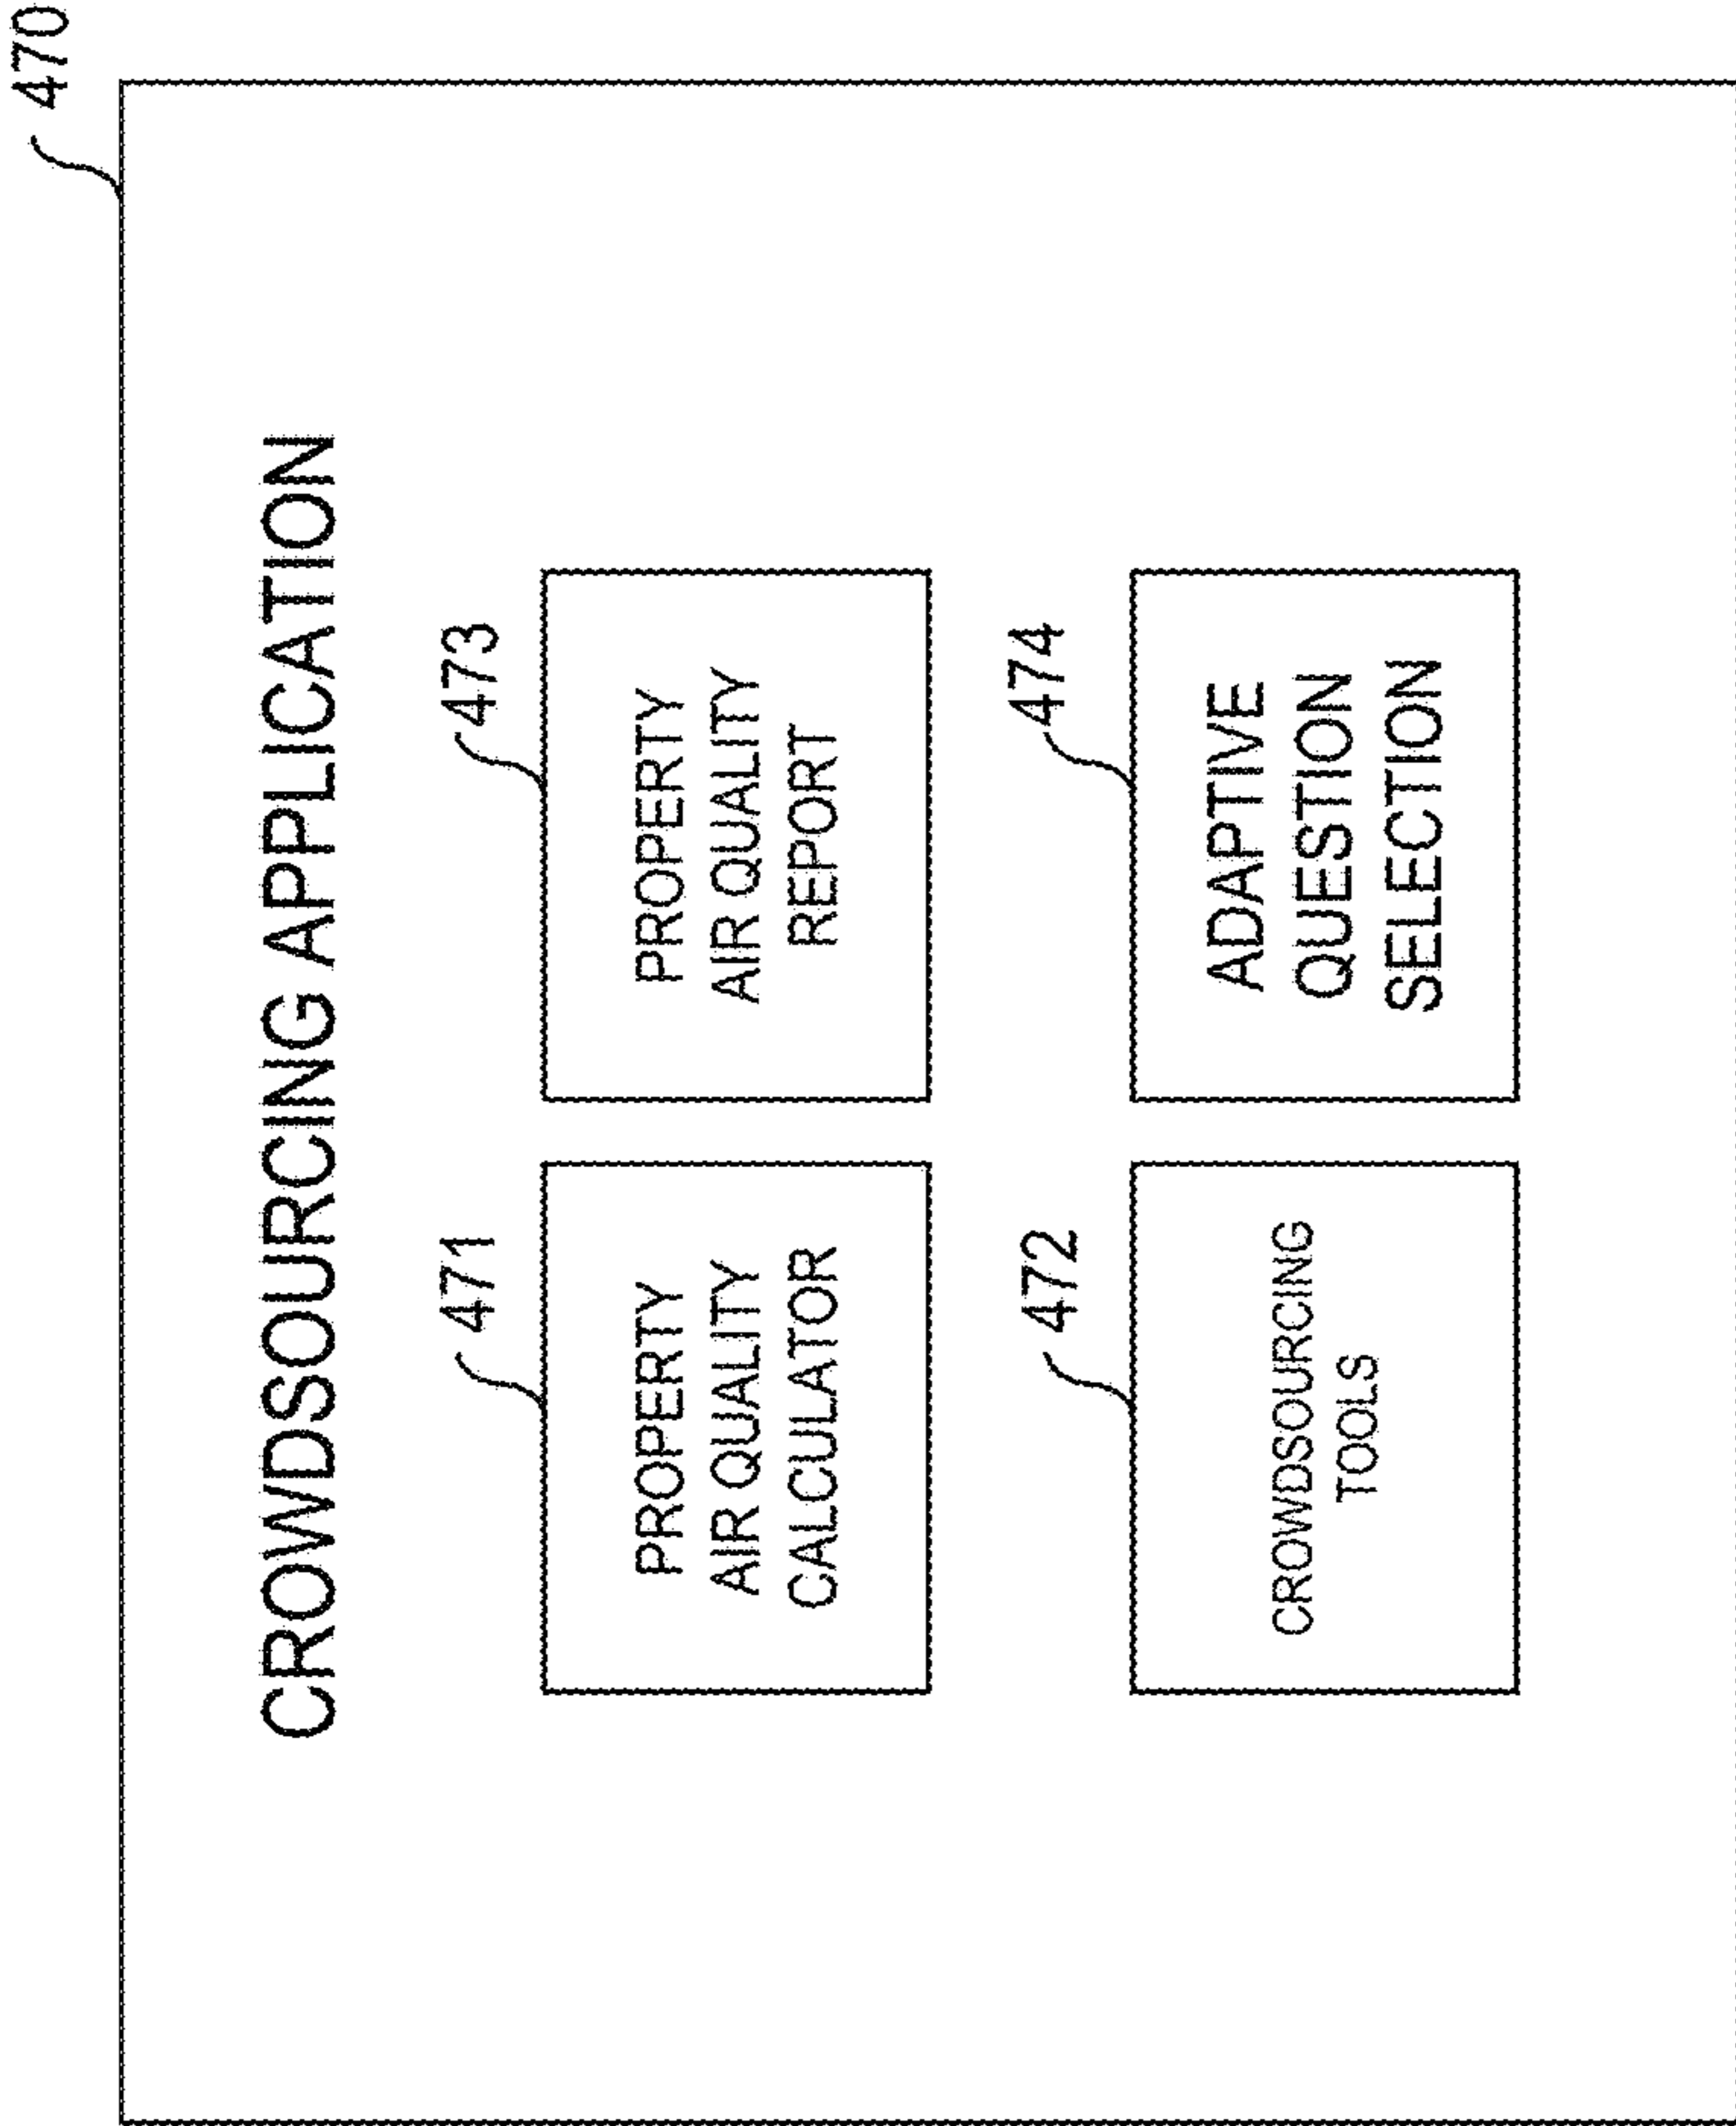 470
CROWDSOURCING APPLICATION
471
PROPERTY
AIR QUALITY
CALCULATOR
473
PROPERTY
AIR QUALITY
REPORT
472
CROWDSOURCING
TOOLS
474
ADAPTIVE
QUESTION
SELECTION